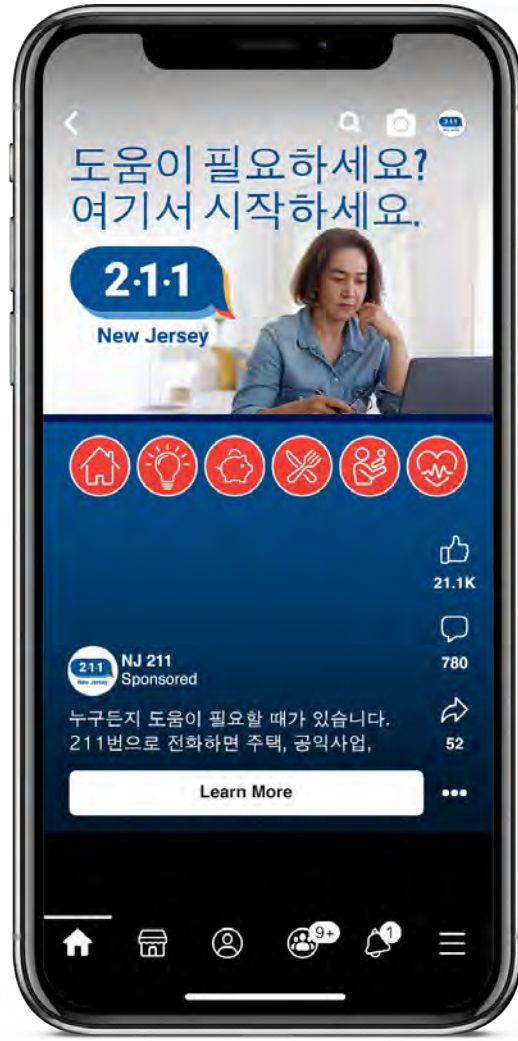 211
도움이 필요하세요?
여기서 시작하세요.
2·1·1
New Jersey
21.1K
780
52
2·1·1
New Jersey
NJ 211
Sponsored
누구든지 도움이 필요할 때가 있습니다.
211번으로 전화하면 주택, 공익사업,
Learn More
9+
1